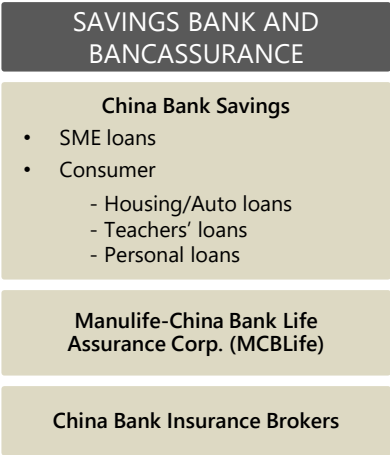 SAVINGS BANK AND
BANCASSURANCE
China Bank Savings
• SME loans
• Consumer
- Housing/Auto loans
- Teachers’ loans
- Personal loans
Manulife-China Bank Life
Assurance Corp. (MCBLife)
China Bank Insurance Brokers